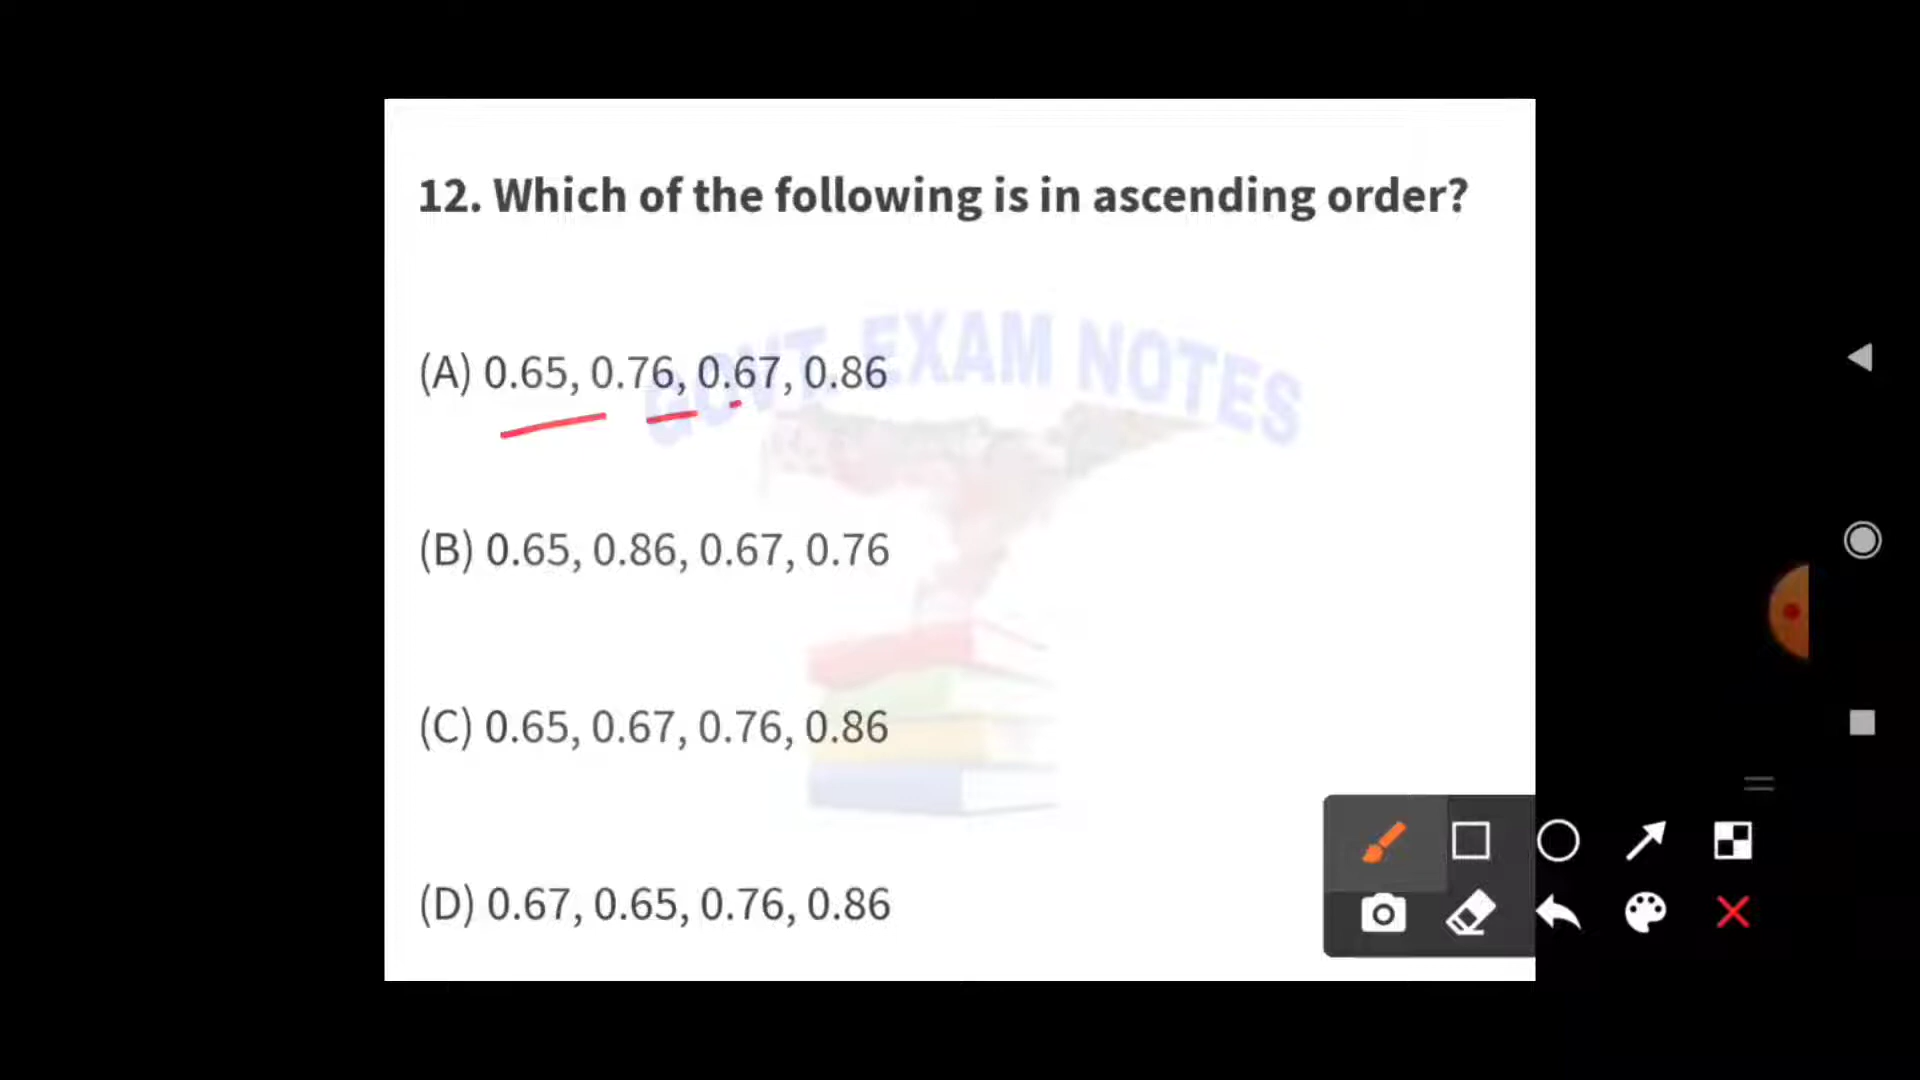 12. Which of the following is in ascending order?
GOVT. EXAM NOTES
(A) 0.65, 0.76, 0.67, 0.86
(B) 0.65, 0.86, 0.67, 0.76
(C) 0.65, 0.67, 0.76, 0.86
(D) 0.67, 0.65, 0.76, 0.86